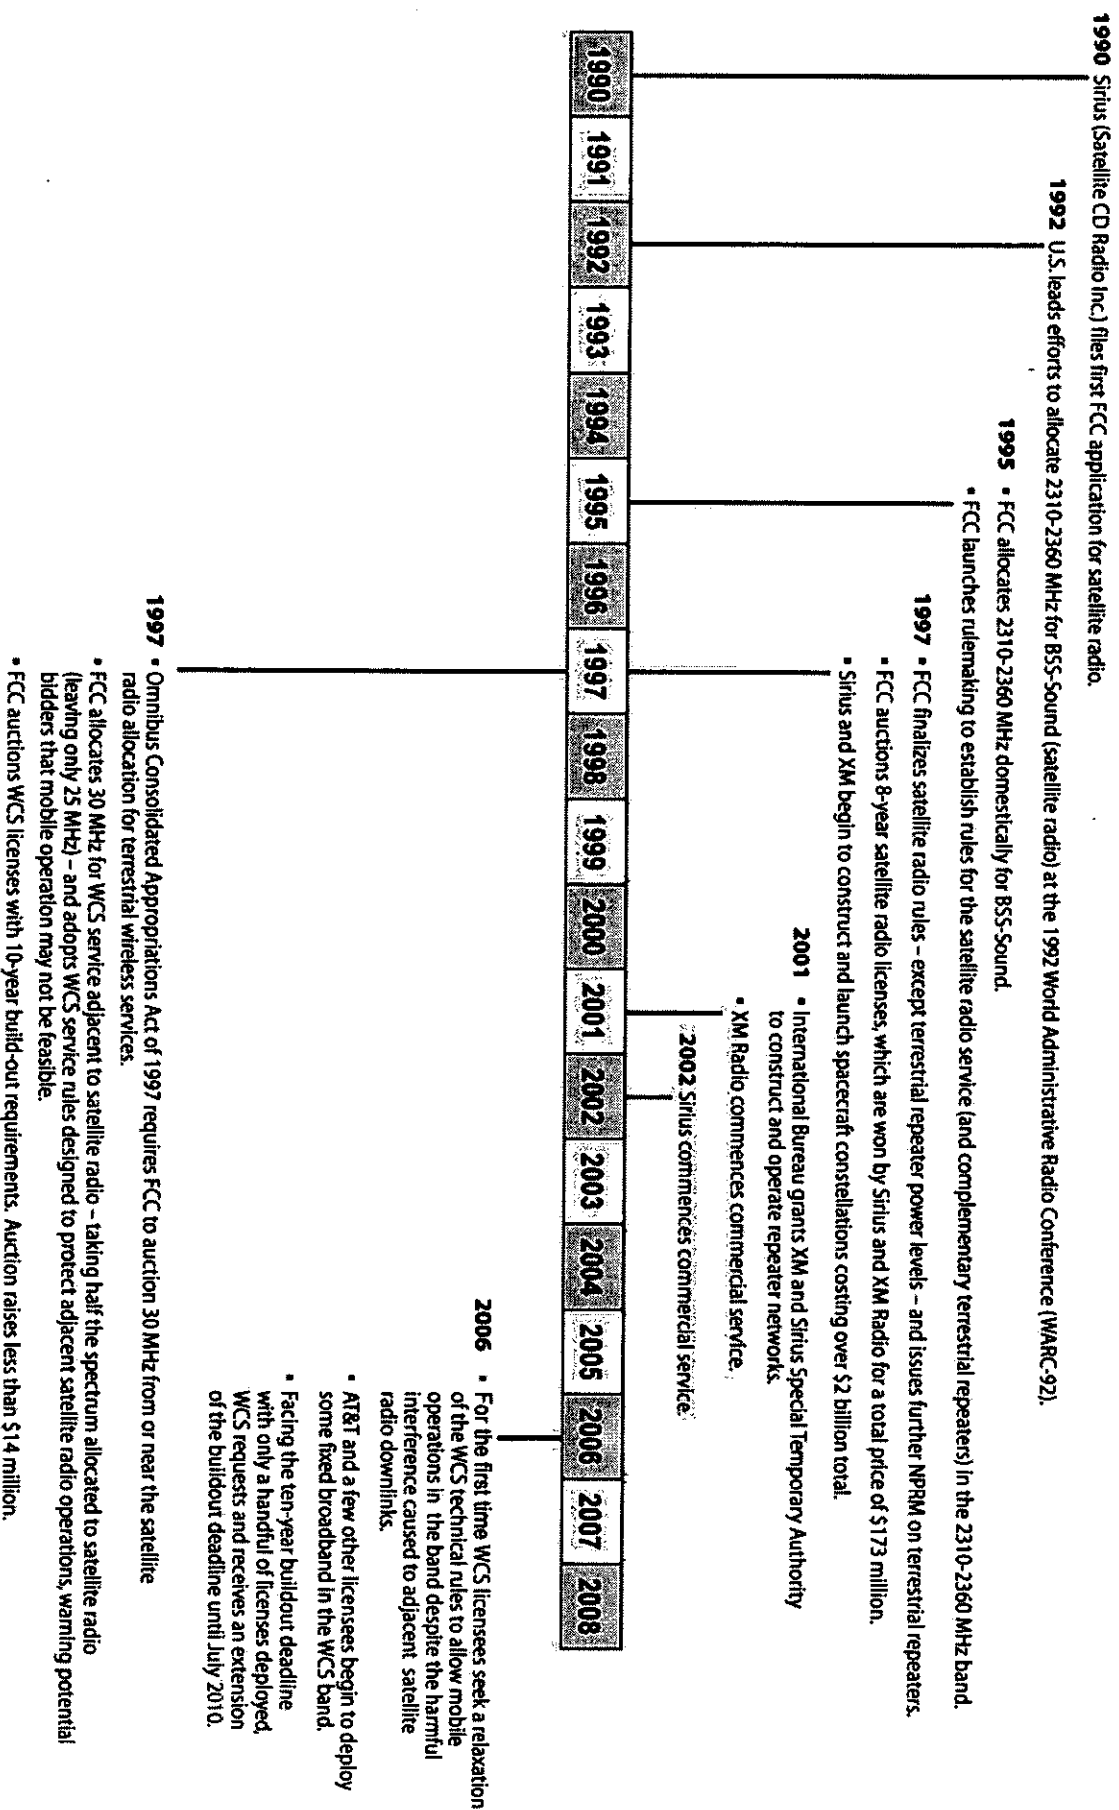 1990 Sirius (Satellite CD Radio Inc.) files first FCC application for satellite radio.
1992 U.S. leads efforts to allocate 2310-2360 MHz for BSS-Sound (satellite radio) at the 1992 World Administrative Radio Conference (WARC-92).
1995 ▪ FCC allocates 2310-2360 MHz domestically for BSS-Sound.
▪ FCC launches rulemaking to establish rules for the satellite radio service (and complementary terrestrial repeaters) in the 2310-2360 MHz band.
1997 ▪ FCC finalizes satellite radio rules – except terrestrial repeater power levels – and issues further NPRM on terrestrial repeaters.
▪ FCC auctions 8-year satellite radio licenses, which are won by Sirius and XM Radio for a total price of $173 million.
▪ Sirius and XM begin to construct and launch spacecraft constellations costing over $2 billion total.
2001 ▪ International Bureau grants XM and Sirius Special Temporary Authority
to construct and operate repeater networks.
▪ XM Radio commences commercial service.
2002 Sirius commences commercial service.
1990 1991 1992 1993 1994 1995 1996 1997 1998 1999 2000 2001 2002 2003 2004 2005 2006 2007 2008
2006 ▪ For the first time WCS licensees seek a relaxation
of the WCS technical rules to allow mobile
operations in the band despite the harmful
interference caused to adjacent satellite
radio downlinks.
▪ AT&T and a few other licensees begin to deploy
some fixed broadband in the WCS band.
▪ Facing the ten-year buildout deadline
with only a handful of licenses deployed,
WCS requests and receives an extension
of the buildout deadline until July 2010.
1997 ▪ Omnibus Consolidated Appropriations Act of 1997 requires FCC to auction 30 MHz from or near the satellite
radio allocation for terrestrial wireless services.
▪ FCC allocates 30 MHz for WCS service adjacent to satellite radio – taking half the spectrum allocated to satellite radio
(leaving only 25 MHz) – and adopts WCS service rules designed to protect adjacent satellite radio operations, warning potential
bidders that mobile operation may not be feasible.
▪ FCC auctions WCS licenses with 10-year build-out requirements. Auction raises less than $14 million.